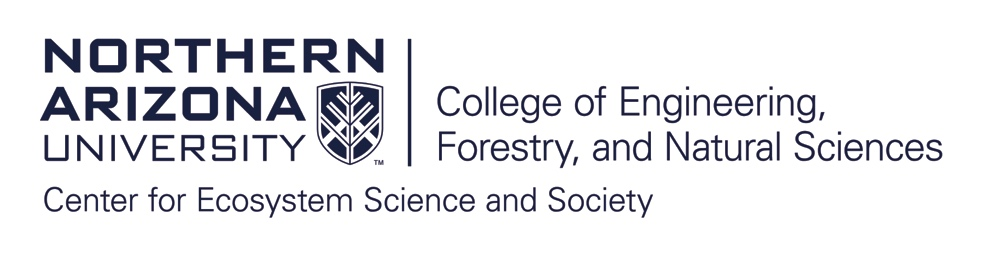 NORTHERN
ARIZONA
UNIVERSITY
TM
College of Engineering,
Forestry, and Natural Sciences
Center for Ecosystem Science and Society